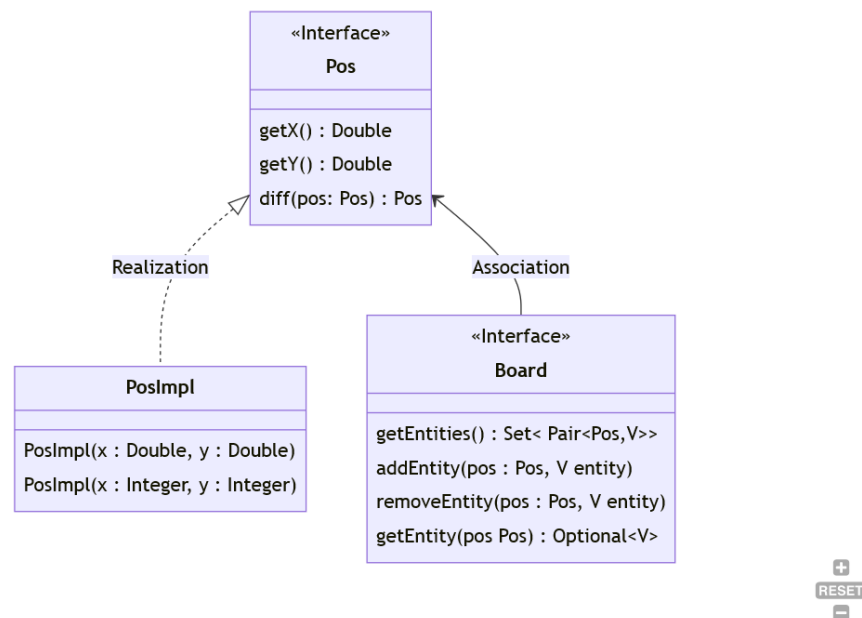 «Interface»
Pos
getX() : Double
getY() : Double
diff(pos: Pos) : Pos
Realization
Association
«Interface»
Board
getEntities() : Set< Pair<Pos,V>>
addEntity(pos : Pos, V entity)
removeEntity(pos : Pos, V entity)
getEntity(pos Pos) : Optional<V>
PosImpl
PosImpl(x : Double, y : Double)
PosImpl(x : Integer, y : Integer)
RESET